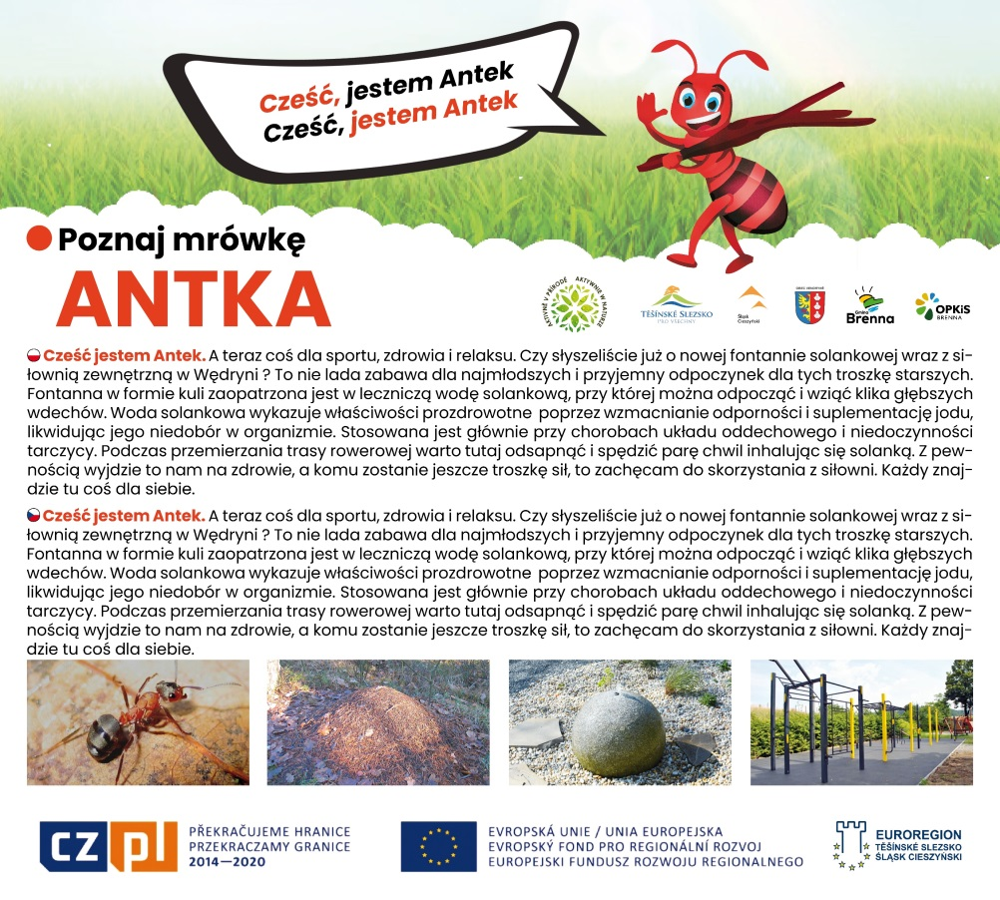 Cześć, jestem Antek
Cześć, jestem Antek
Poznaj mrówkę
ANTKA
AKTIVNĚ V PŘÍRODĚ AKTYWNIE W NATURZE
TĚŠÍNSKÉ SLEZSKO
PRO VŠECHNY
Śląsk
Cieszyński
Gmina
Brenna
OPKiS
BRENNA
Cześć jestem Antek. A teraz coś dla sportu, zdrowia i relaksu. Czy słyszeliście już o nowej fontannie solankowej wraz z si-
łownią zewnętrzną w Wędryni ? To nie lada zabawa dla najmłodszych i przyjemny odpoczynek dla tych troszkę starszych.
Fontanna w formie kuli zaopatrzona jest w leczniczą wodę solankową, przy której można odpocząć i wziąć klika głębszych
wdechów. Woda solankowa wykazuje właściwości prozdrowotne poprzez wzmacnianie odporności i suplementację jodu,
likwidując jego niedobór w organizmie. Stosowana jest głównie przy chorobach układu oddechowego i niedoczynności
tarczycy. Podczas przemierzania trasy rowerowej warto tutaj odsapnąć i spędzić parę chwil inhalując się solanką. Z pew-
nością wyjdzie to nam na zdrowie, a komu zostanie jeszcze troszkę sił, to zachęcam do skorzystania z siłowni. Każdy znaj-
dzie tu coś dla siebie.
Cześć jestem Antek. A teraz coś dla sportu, zdrowia i relaksu. Czy słyszeliście już o nowej fontannie solankowej wraz z si-
łownią zewnętrzną w Wędryni ? To nie lada zabawa dla najmłodszych i przyjemny odpoczynek dla tych troszkę starszych.
Fontanna w formie kuli zaopatrzona jest w leczniczą wodę solankową, przy której można odpocząć i wziąć klika głębszych
wdechów. Woda solankowa wykazuje właściwości prozdrowotne poprzez wzmacnianie odporności i suplementację jodu,
likwidując jego niedobór w organizmie. Stosowana jest głównie przy chorobach układu oddechowego i niedoczynności
tarczycy. Podczas przemierzania trasy rowerowej warto tutaj odsapnąć i spędzić parę chwil inhalując się solanką. Z pew-
nością wyjdzie to nam na zdrowie, a komu zostanie jeszcze troszkę sił, to zachęcam do skorzystania z siłowni. Każdy znaj-
dzie tu coś dla siebie.
cz pl
PŘEKRAČUJEME HRANICE
PRZEKRACZAMY GRANICE
2014—2020
EVROPSKÁ UNIE / UNIA EUROPEJSKA
EVROPSKÝ FOND PRO REGIONÁLNÍ ROZVOJ
EUROPEJSKI FUNDUSZ ROZWOJU REGIONALNEGO
EUROREGION
TĚŠÍNSKÉ SLEZSKO
ŚLĄSK CIESZYŃSKI